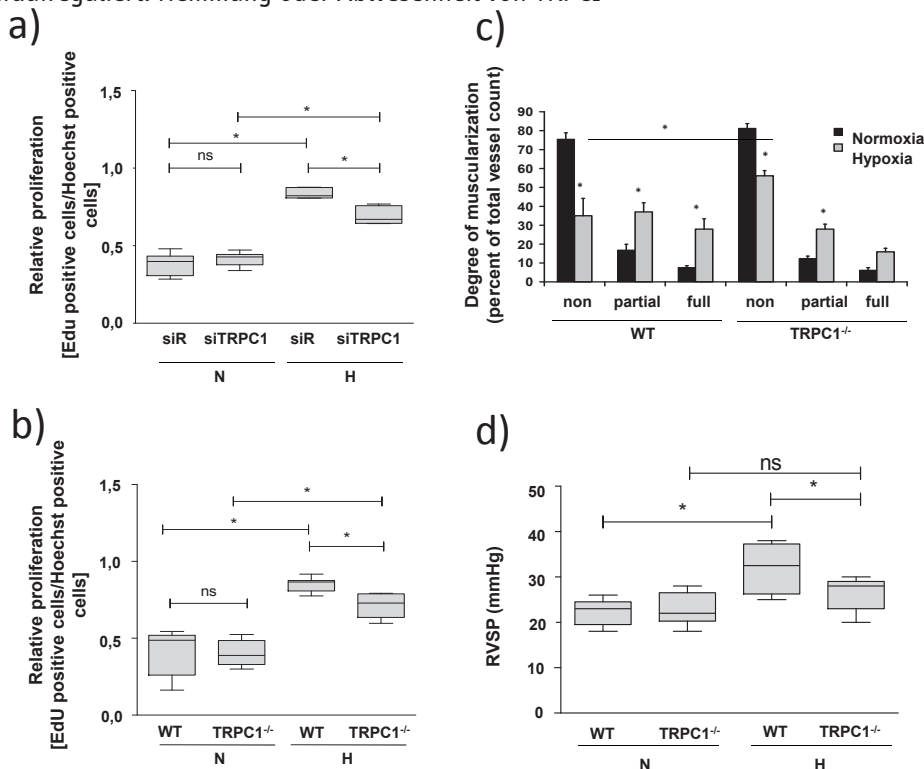 a)
1,5
1,0
0,5
0,0
Relative proliferation
[Edu positive cells/Hoechst positive
cells]
*
*
*
ns
siR siTRPC1 siR siTRPC1
N H
c)
Degree of muscularization
(percent of total vessel count)
90
80
70
60
50
40
30
20
10
0
*
* * * * *
Normoxia
Hypoxia
non partial full non partial full
WT TRPC1-/-
b)
Relative proliferation
[EdU positive cells/Hoechst positive
cells]
1,5
1,0
0,5
0,0
*
*
*
ns
WT TRPC1-/- WT TRPC1-/-
N H
d)
RVSP (mmHg)
50
40
30
20
10
0
ns
*
*
WT TRPC1-/- WT TRPC1-/-
N H